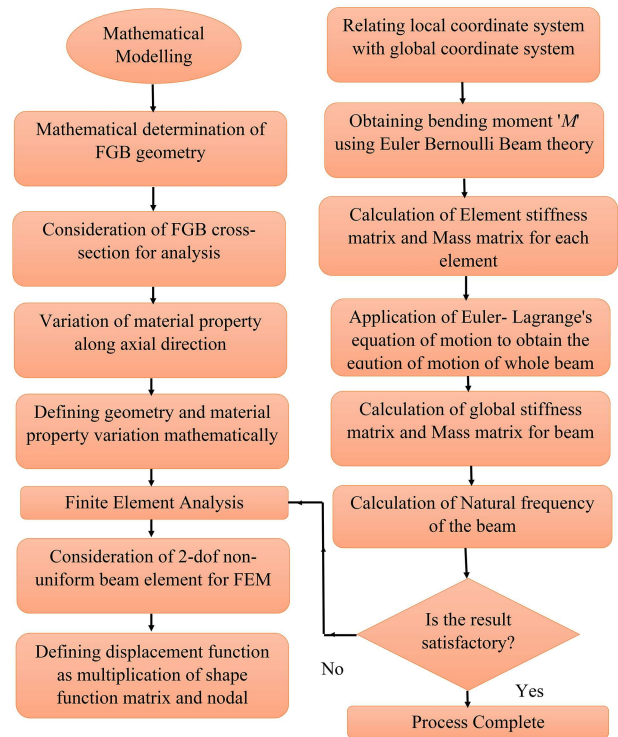 Mathematical
Modelling
Mathematical determination of
FGB geometry
Consideration of FGB cross-
section for analysis
Variation of material property
along axial direction
Defining geometry and material
property variation mathematically
Finite Element Analysis
Consideration of 2-dof non-
uniform beam element for FEM
Defining displacement function
as multiplication of shape
function matrix and nodal
Relating local coordinate system
with global coordinate system
Obtaining bending moment 'M'
using Euler Bernoulli Beam theory
Calculation of Element stiffness
matrix and Mass matrix for each
element
Application of Euler- Lagrange's
equation of motion to obtain the
eqution of motion of whole beam
Calculation of global stiffness
matrix and Mass matrix for beam
Calculation of Natural frequency
of the beam
Is the result
satisfactory?
No
Yes
Process Complete